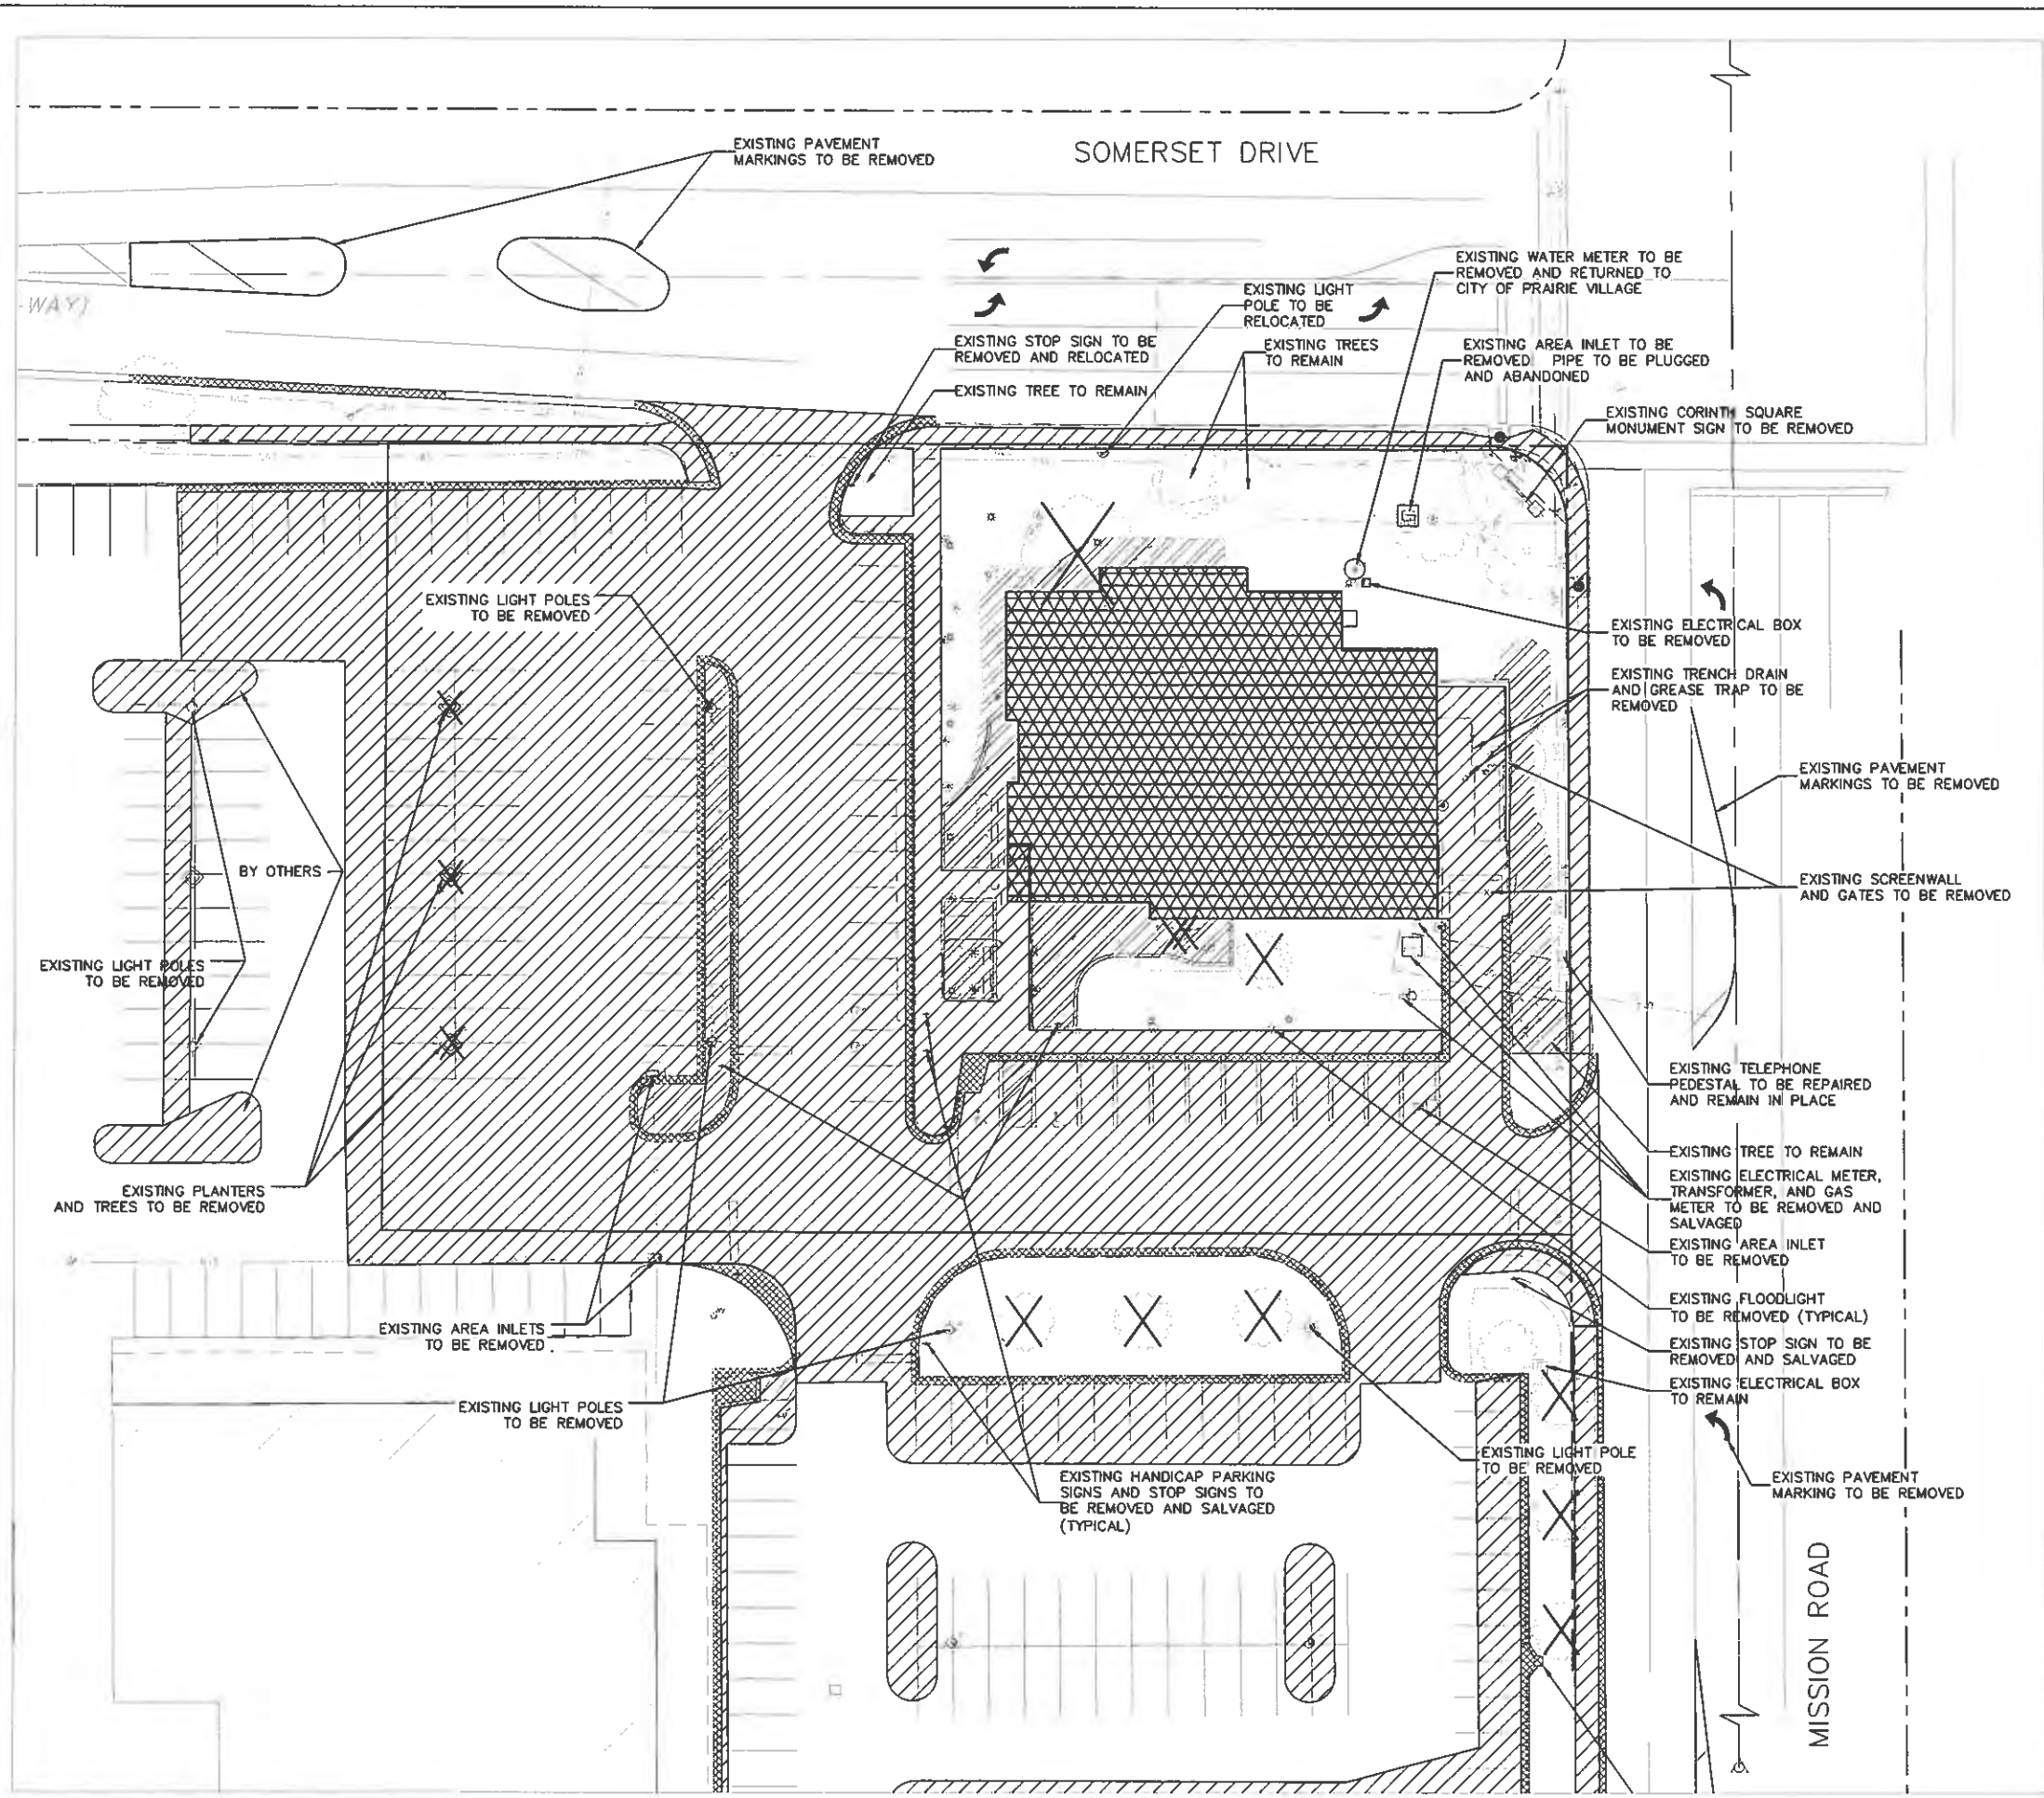 EXISTING PAVEMENT
MARKINGS TO BE REMOVED
SOMERSET DRIVE
-WAY)
EXISTING WATER METER TO BE
REMOVED AND RETURNED TO
CITY OF PRAIRIE VILLAGE
EXISTING LIGHT
POLE TO BE
RELOCATED
EXISTING STOP SIGN TO BE
REMOVED AND RELOCATED
EXISTING TREES
TO REMAIN
EXISTING AREA INLET TO BE
REMOVED PIPE TO BE PLUGGED
AND ABANDONED
EXISTING TREE TO REMAIN
EXISTING CORINTH SQUARE
MONUMENT SIGN TO BE REMOVED
EXISTING LIGHT POLES
TO BE REMOVED
EXISTING ELECTRICAL BOX
TO BE REMOVED
EXISTING TRENCH DRAIN
AND GREASE TRAP TO BE
REMOVED
EXISTING PAVEMENT
MARKINGS TO BE REMOVED
BY OTHERS
EXISTING SCREENWALL
AND GATES TO BE REMOVED
EXISTING LIGHT POLES
TO BE REMOVED
EXISTING TELEPHONE
PEDESTAL TO BE REPAIRED
AND REMAIN IN PLACE
EXISTING TREE TO REMAIN
EXISTING PLANTERS
AND TREES TO BE REMOVED
EXISTING ELECTRICAL METER,
TRANSFORMER, AND GAS
METER TO BE REMOVED AND
SALVAGED
EXISTING AREA INLET
TO BE REMOVED
EXISTING FLOODLIGHT
TO BE REMOVED (TYPICAL)
EXISTING AREA INLETS
TO BE REMOVED
EXISTING STOP SIGN TO BE
REMOVED AND SALVAGED
EXISTING ELECTRICAL BOX
TO REMAIN
EXISTING LIGHT POLES
TO BE REMOVED
EXISTING LIGHT POLE
TO BE REMOVED
EXISTING HANDICAP PARKING
SIGNS AND STOP SIGNS TO
BE REMOVED AND SALVAGED
(TYPICAL)
EXISTING PAVEMENT
MARKING TO BE REMOVED
MISSION ROAD